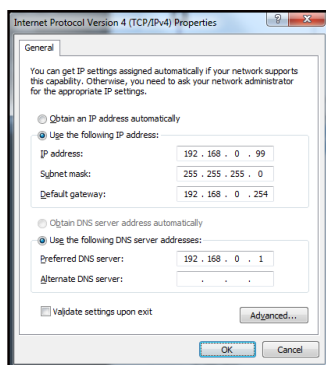 Internet Protocol Version 4 (TCP/IPv4) Properties
General
You can get IP settings assigned automatically if your network supports
this capability. Otherwise, you need to ask your network administrator
for the appropriate IP settings.
Obtain an IP address automatically
Use the following IP address:
IP address: 192 . 168 . 0 . 99
Subnet mask: 255 . 255 . 255 . 0
Default gateway: 192 . 168 . 0 . 254
Obtain DNS server address automatically
Use the following DNS server addresses:
Preferred DNS server: 192 . 168 . 0 . 1
Alternate DNS server: . . .
Validate settings upon exit
Advanced...
OK Cancel